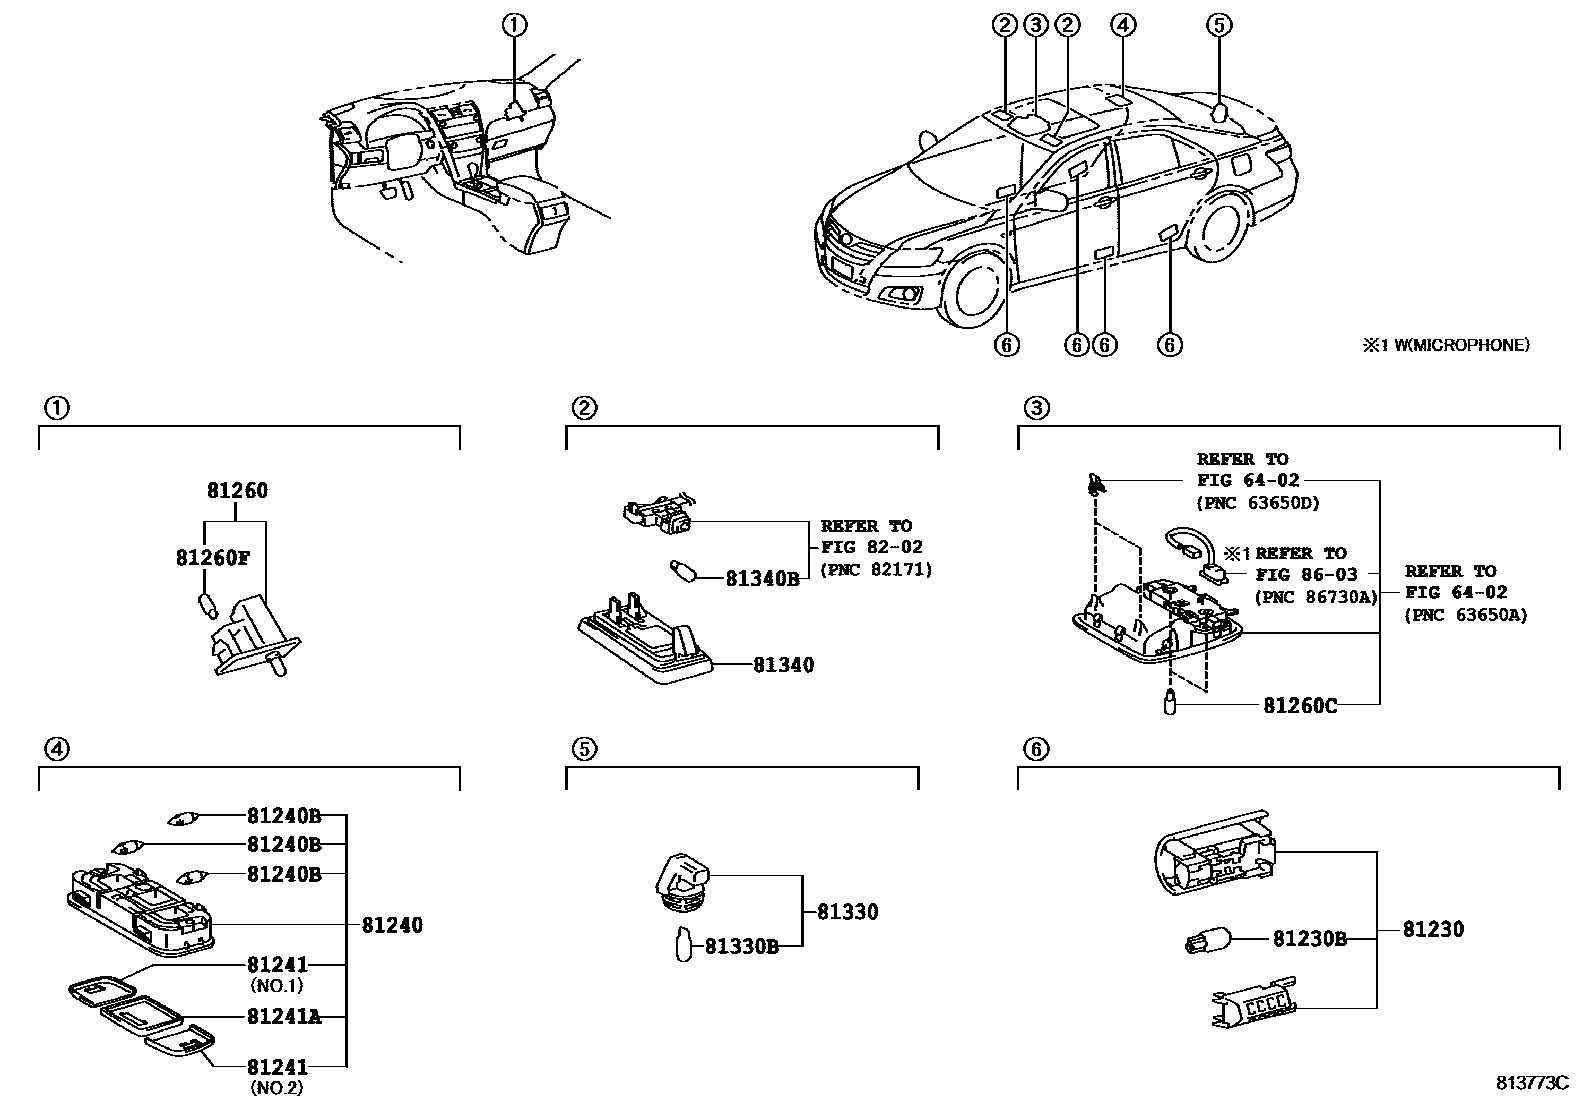 ① ② ③ ② ④ ⑤
⑥ ⑥ ⑥ ⑥
※1 W(MICROPHONE)
①
81260
81260F
②
REFER TO
FIG 82-02
(PNC 82171)
81340B
81340
③
REFER TO
FIG 64-02
(PNC 63650D)
※1 REFER TO
FIG 86-03
(PNC 86730A)
REFER TO
FIG 64-02
(PNC 63650A)
81260C
④
81240B
81240B
81240B
81240
81241
(NO.1)
81241A
81241
(NO.2)
⑤
81330
81330B
⑥
81230B
81230
813773C